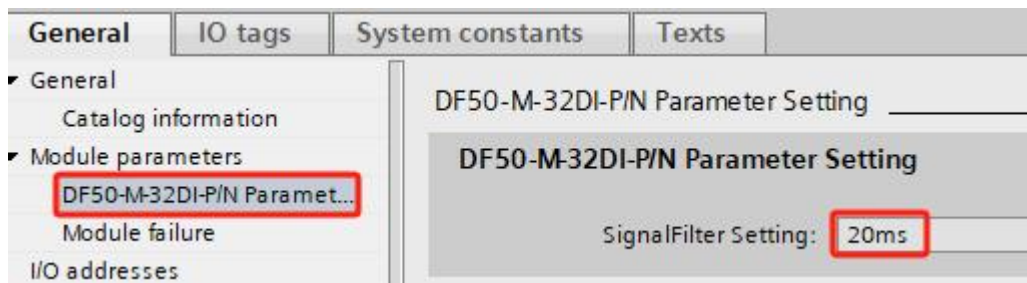 General IO tags System constants Texts
General
Catalog information
Module parameters
DF50-M-32DI-P/N Paramet...
Module failure
I/O addresses
DF50-M-32DI-P/N Parameter Setting
DF50-M-32DI-P/N Parameter Setting
SignalFilter Setting: 20ms